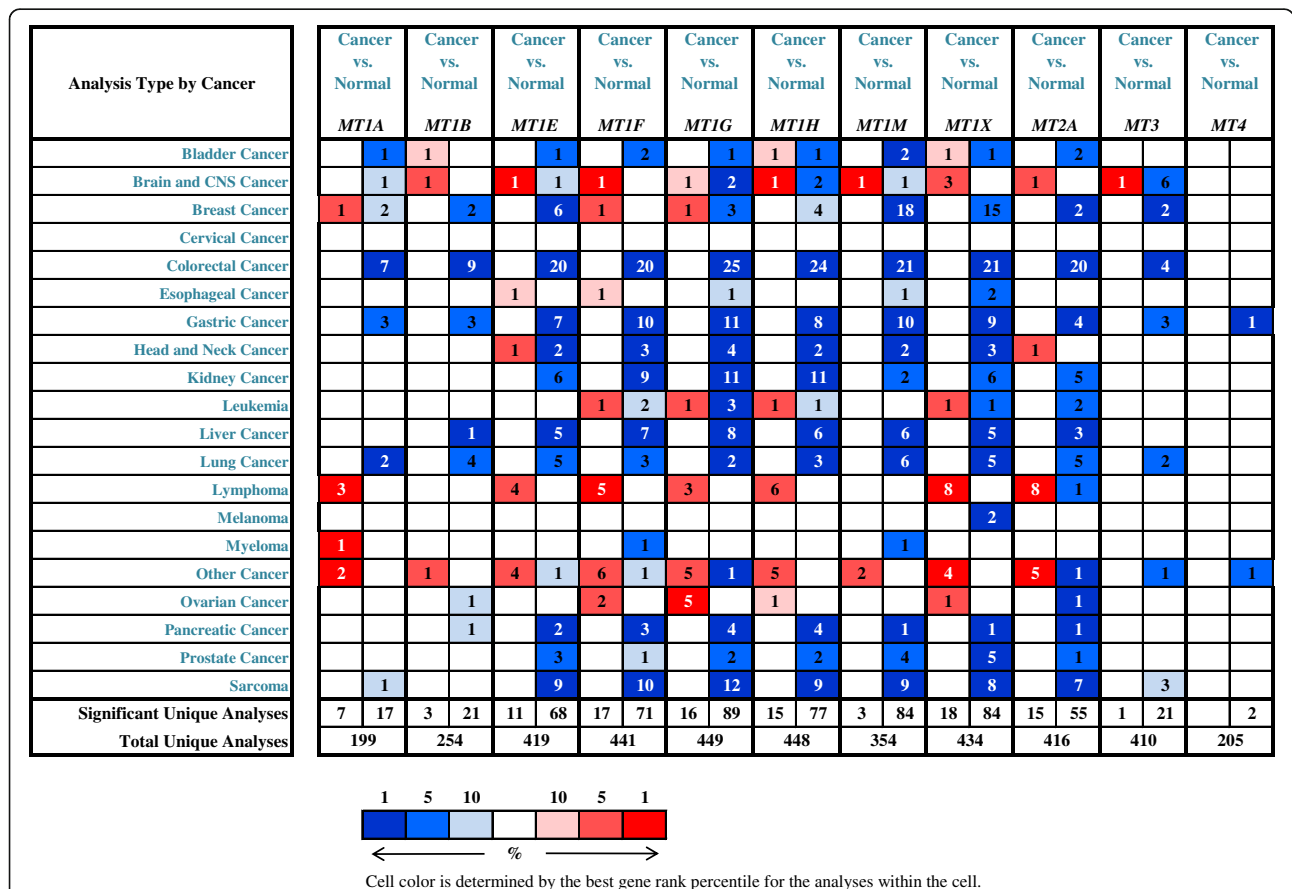 Analysis Type by Cancer
Cancer Cancer Cancer Cancer Cancer Cancer Cancer Cancer Cancer Cancer Cancer
vs. vs. vs. vs. vs. vs. vs. vs. vs. vs. vs.
Normal Normal Normal Normal Normal Normal Normal Normal Normal Normal Normal
MT1A MT1B MT1E MT1F MT1G MT1H MT1M MT1X MT2A MT3 MT4
Bladder Cancer 1 1 1 2 1 1 1 2 1 1 2
Brain and CNS Cancer 1 1 1 1 1 1 2 1 2 1 1 3 1 1 6
Breast Cancer 1 2 2 6 1 1 3 4 18 15 2 2
Cervical Cancer
Colorectal Cancer 7 9 20 20 25 24 21 21 20 4
Esophageal Cancer 1 1 1 1 2
Gastric Cancer 3 3 7 10 11 8 10 9 4 3 1
Head and Neck Cancer 1 2 3 4 2 2 3 1
Kidney Cancer 6 9 11 11 2 6 5
Leukemia 1 2 1 3 1 1 1 1 2
Liver Cancer 1 5 7 8 6 6 5 3
Lung Cancer 2 4 5 3 2 3 6 5 5 2
Lymphoma 3 4 5 3 6 8 8 1
Melanoma 2
Myeloma 1 1 1
Other Cancer 2 1 4 1 6 1 5 1 5 2 4 5 1 1 1
Ovarian Cancer 1 2 5 1 1 1
Pancreatic Cancer 1 2 3 4 4 1 1 1
Prostate Cancer 3 1 2 2 4 5 1
Sarcoma 1 9 10 12 9 9 8 7 3
Significant Unique Analyses 7 17 3 21 11 68 17 71 16 89 15 77 3 84 18 84 15 55 1 21 2
Total Unique Analyses 199 254 419 441 449 448 354 434 416 410 205
1 5 10 10 5 1
%
Cell color is determined by the best gene rank percentile for the analyses within the cell.